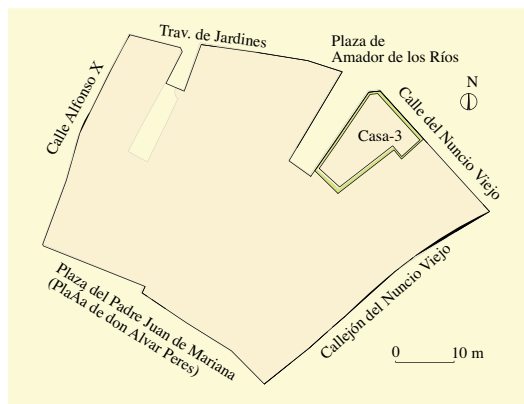 Trav. de Jardines
Plaza de
Amador de los Ríos
N
Calle Alfonso X
Casa-3
Calle del Nuncio Viejo
Plaza del Padre Juan de Mariana
(PlaÁa de don Alvar Peres)
Callejón del Nuncio Viejo
0 10 m